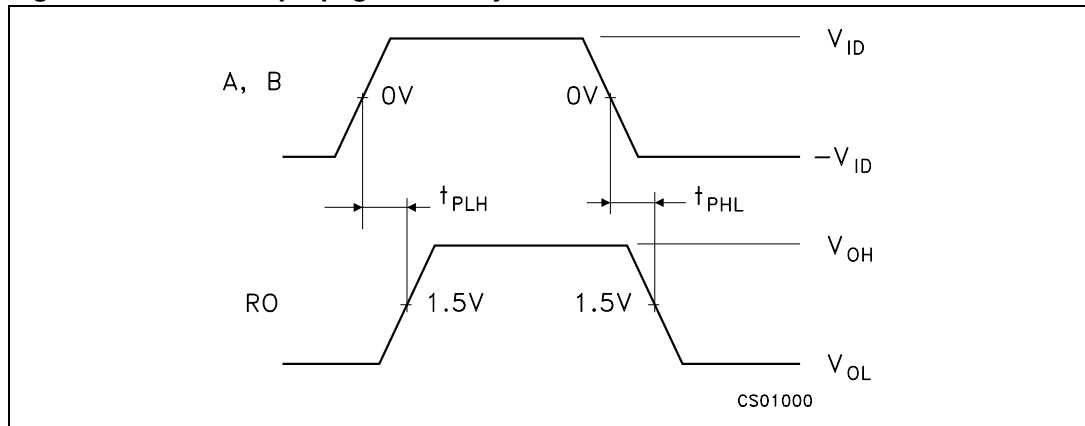 V_ID
A, B
0V 0V
-V_ID
t_PLH t_PHL
V_OH
RO 1.5V 1.5V
V_OL
CS01000